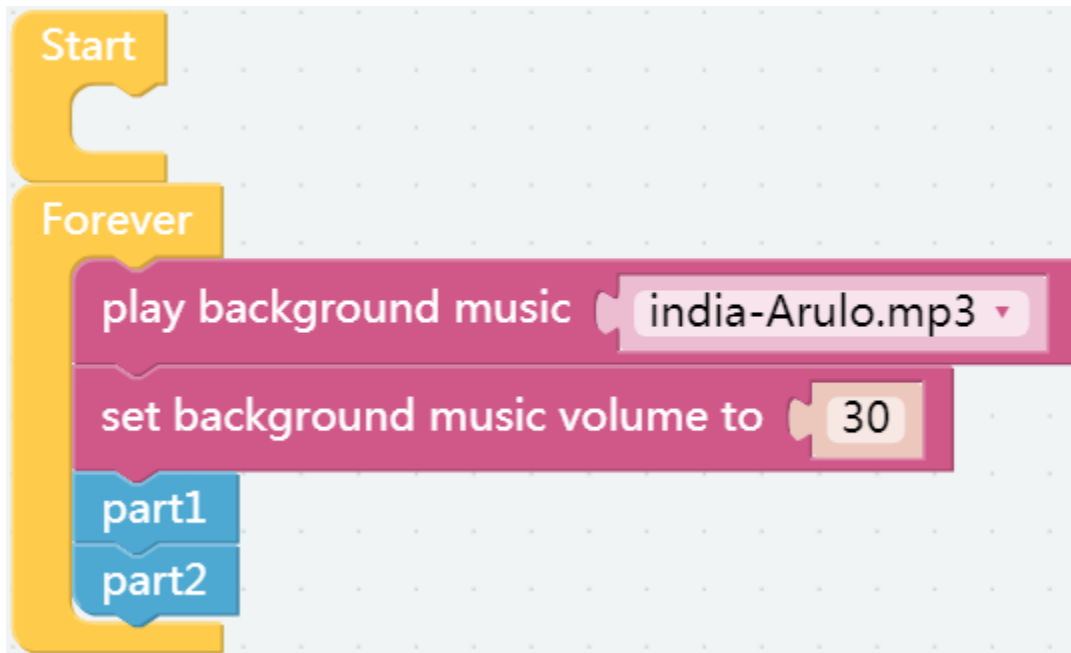 Start
Forever
play background music india-Arulo.mp3
set background music volume to 30
part1
part2